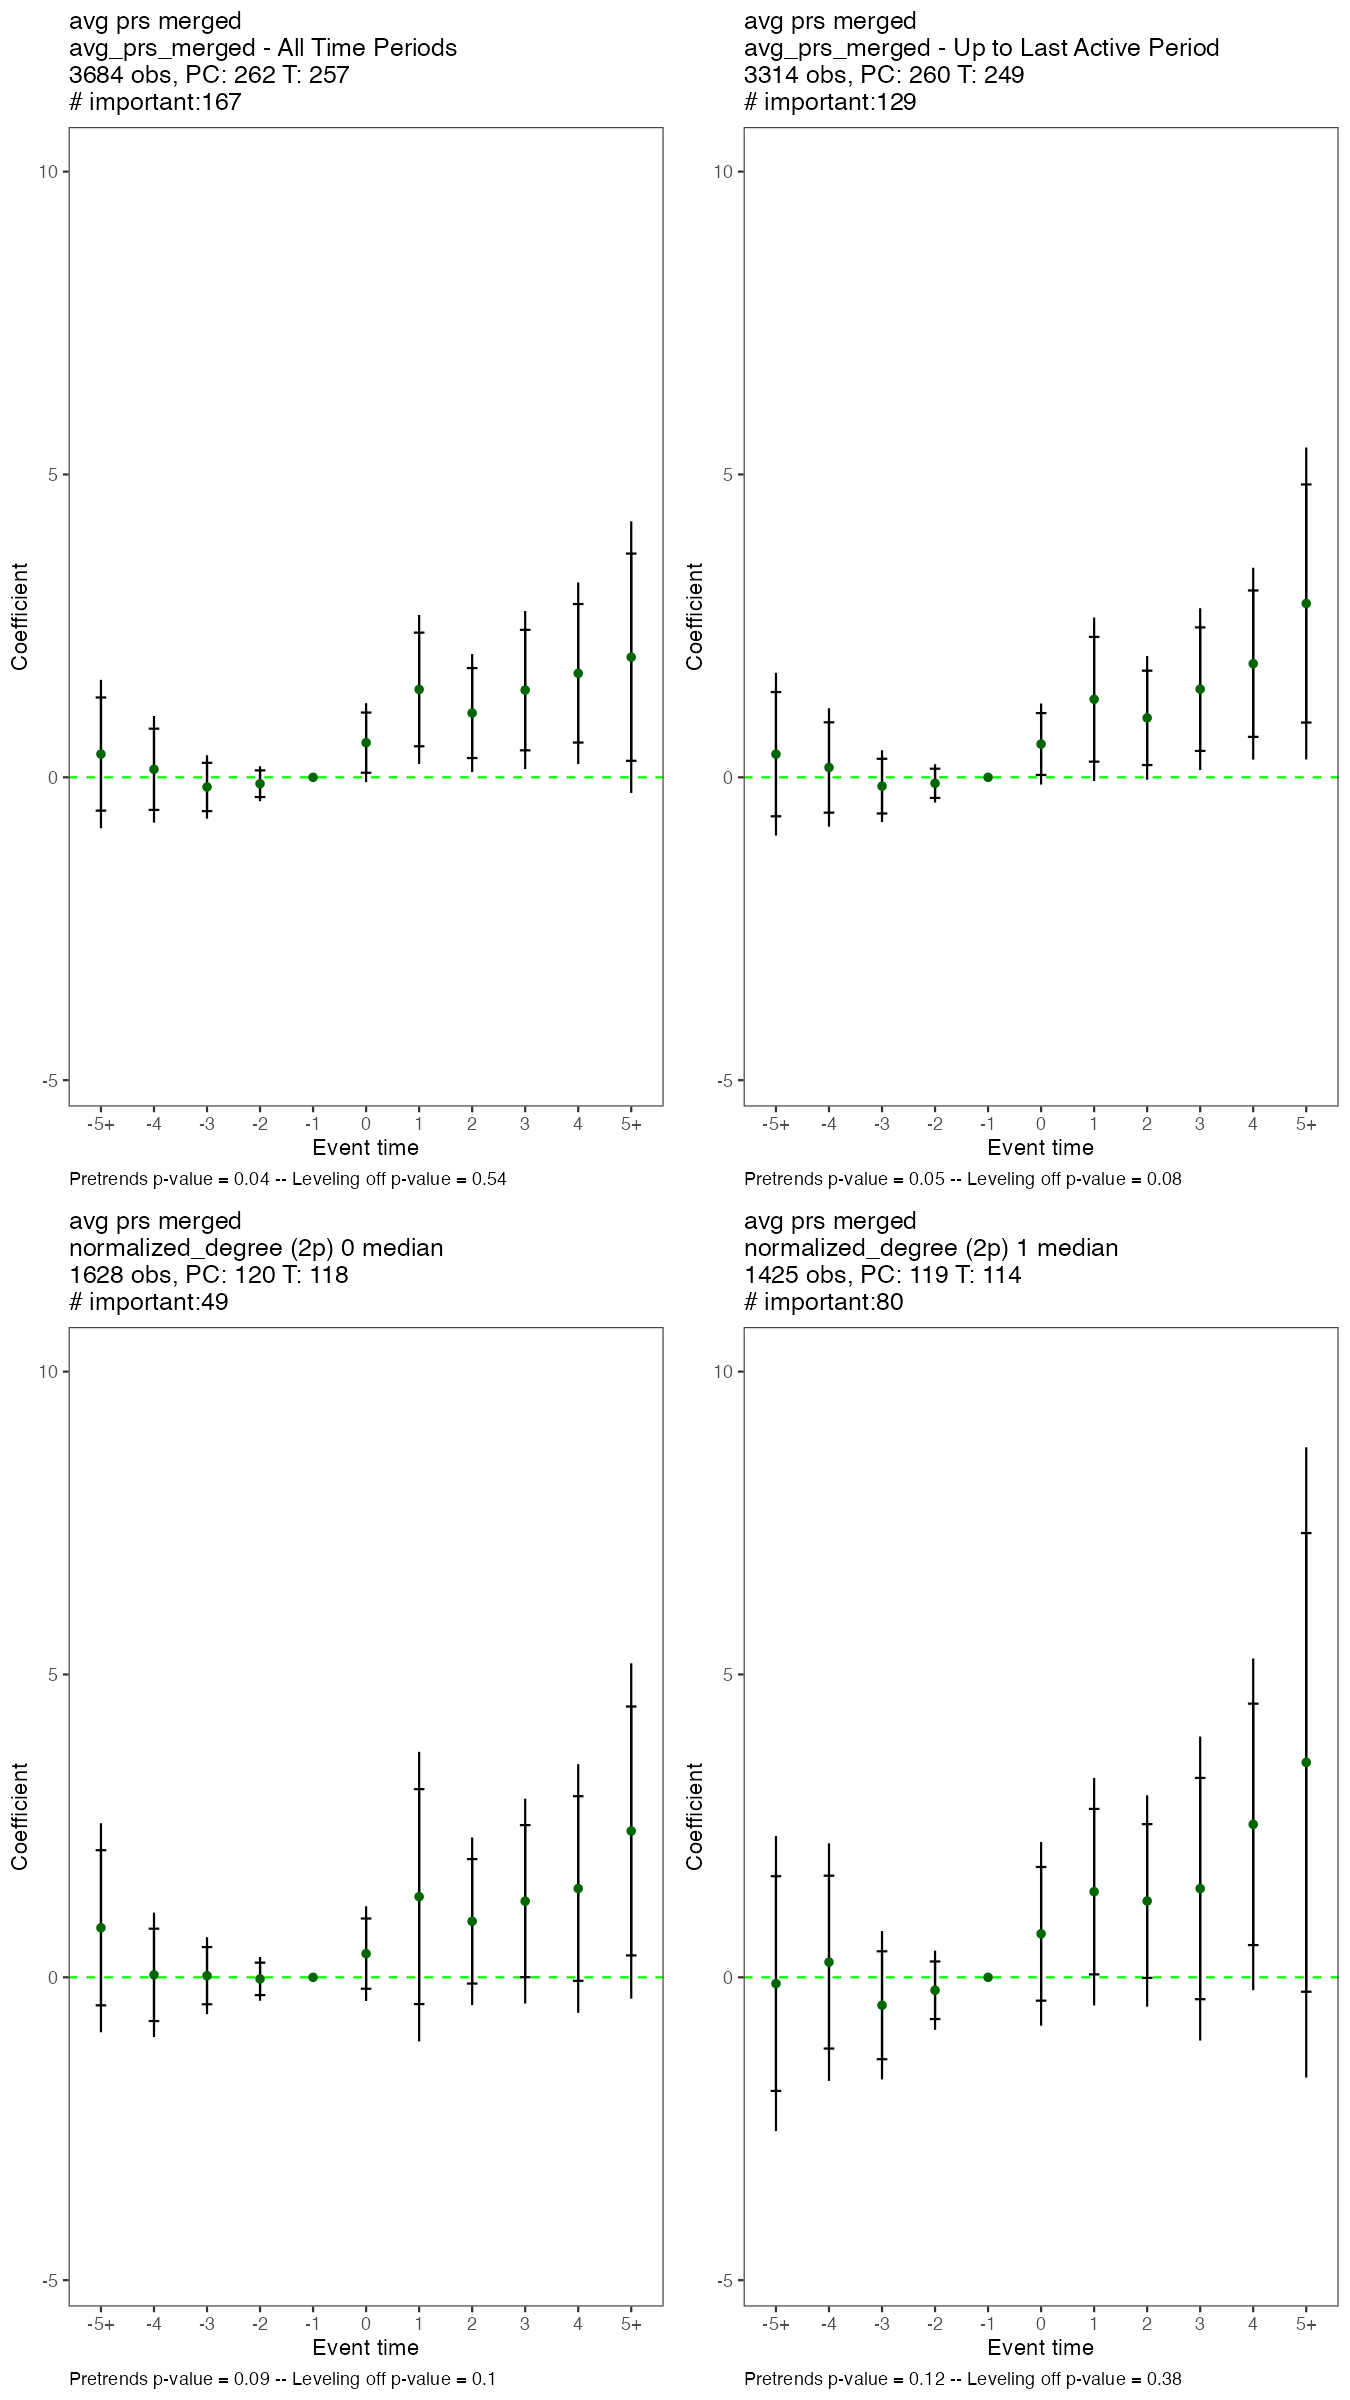 avg prs merged
avg_prs_merged - All Time Periods
3684 obs, PC: 262 T: 257
# important:167
10
5
0
-5
Coefficient
-5+ -4 -3 -2 -1 0 1 2 3 4 5+
Event time
Pretrends p-value = 0.04 -- Leveling off p-value = 0.54
avg prs merged
avg_prs_merged - Up to Last Active Period
3314 obs, PC: 260 T: 249
# important:129
10
5
0
-5
Coefficient
-5+ -4 -3 -2 -1 0 1 2 3 4 5+
Event time
Pretrends p-value = 0.05 -- Leveling off p-value = 0.08
avg prs merged
normalized_degree (2p) 0 median
1628 obs, PC: 120 T: 118
# important:49
10
5
0
-5
Coefficient
-5+ -4 -3 -2 -1 0 1 2 3 4 5+
Event time
Pretrends p-value = 0.09 -- Leveling off p-value = 0.1
avg prs merged
normalized_degree (2p) 1 median
1425 obs, PC: 119 T: 114
# important:80
10
5
0
-5
Coefficient
-5+ -4 -3 -2 -1 0 1 2 3 4 5+
Event time
Pretrends p-value = 0.12 -- Leveling off p-value = 0.38